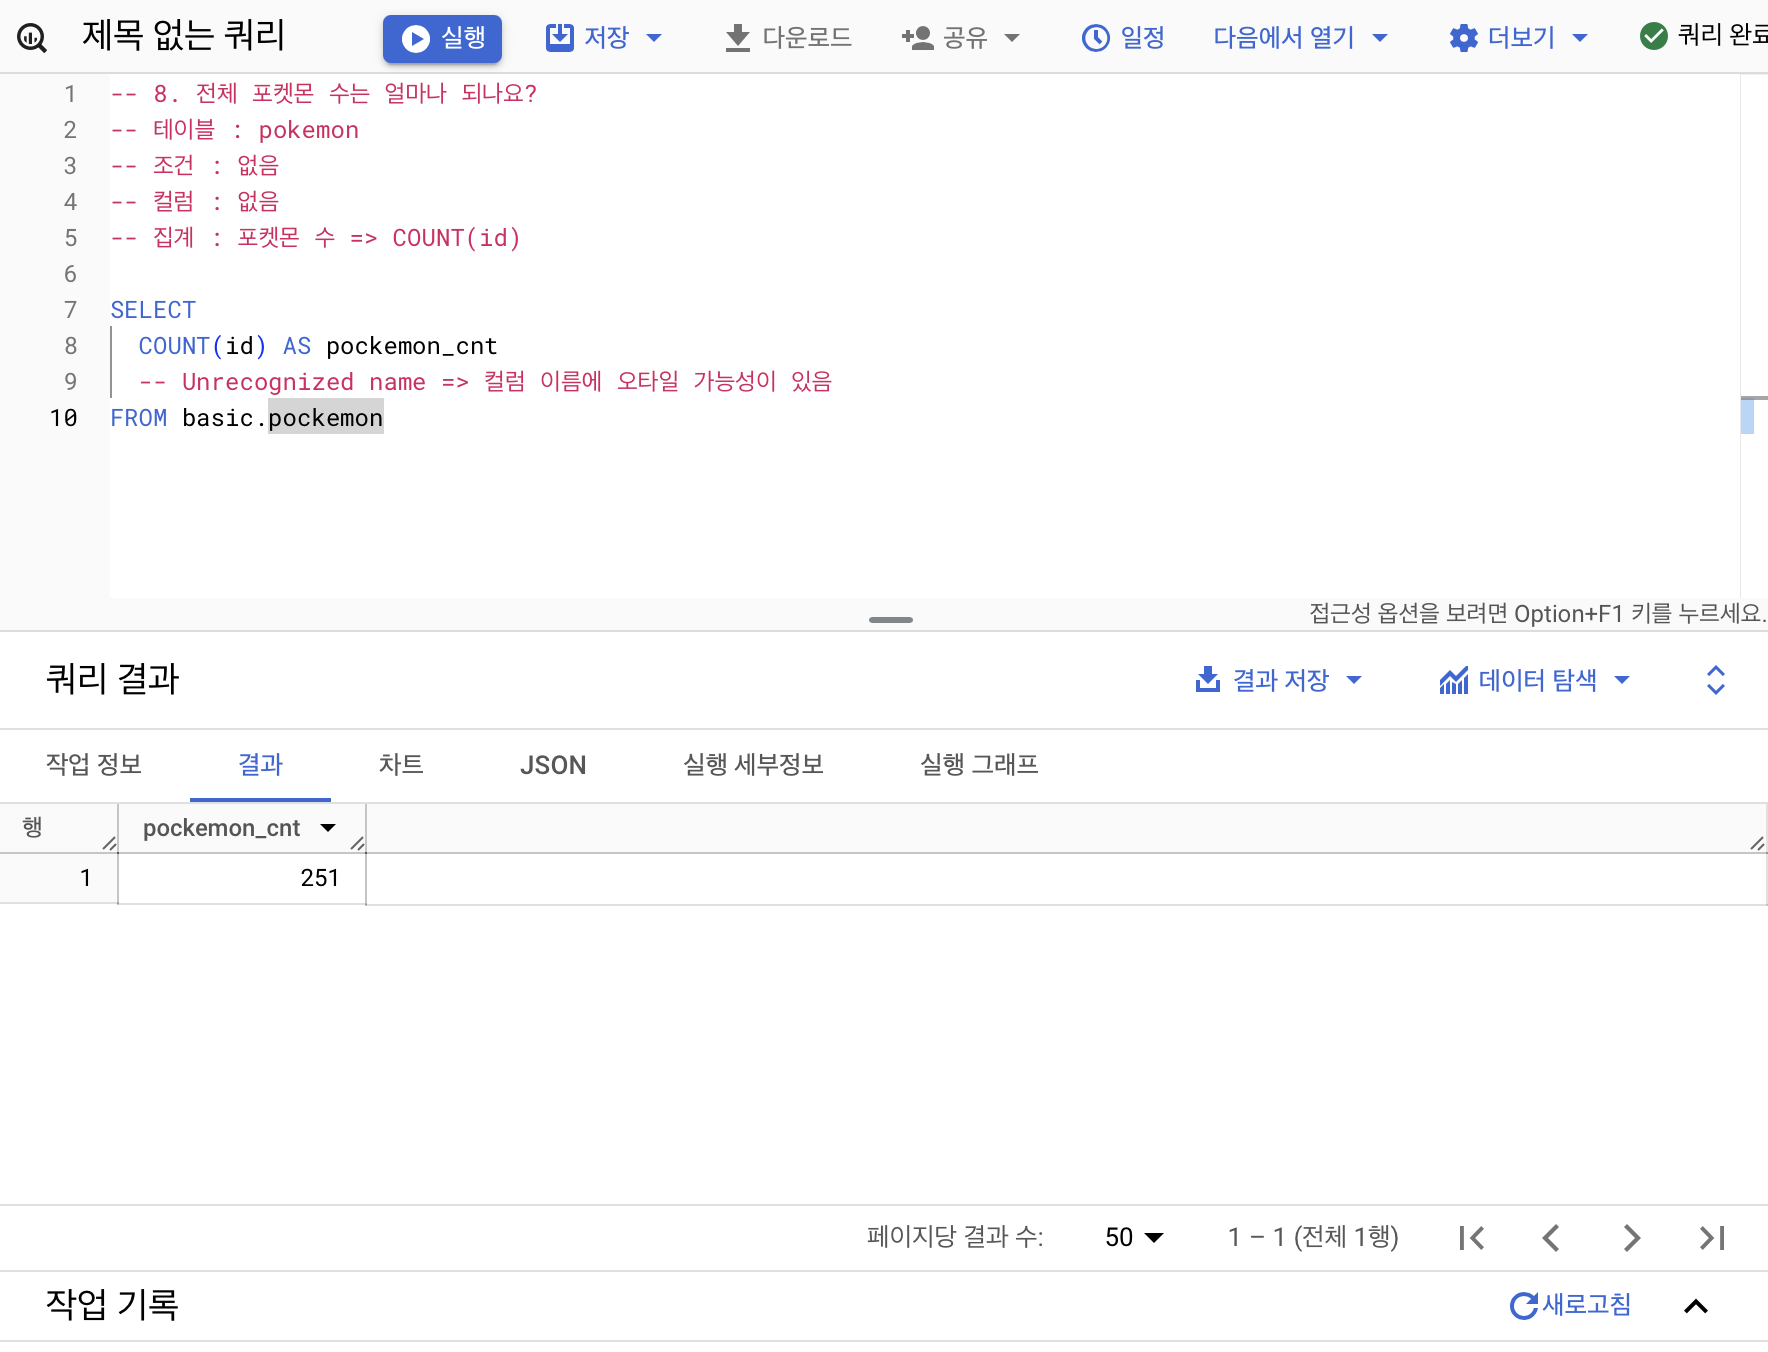 제목 없는 쿼리 실행 저장 다운로드 공유 일정 다음에서 열기 더보기 쿼리 완료
1 -- 8. 전체 포켓몬 수는 얼마나 되나요?
2 -- 테이블 : pokemon
3 -- 조건 : 없음
4 -- 컬럼 : 없음
5 -- 집계 : 포켓몬 수 => COUNT(id)
6
7 SELECT
8 COUNT(id) AS pockemon_cnt
9 -- Unrecognized name => 컬럼 이름에 오타일 가능성이 있음
10 FROM basic.pockemon
접근성 옵션을 보려면 Option+F1 키를 누르세요.
쿼리 결과 결과 저장 데이터 탐색
작업 정보 결과 차트 JSON 실행 세부정보 실행 그래프
행 pockemon_cnt
1 251
페이지당 결과 수: 50 1 – 1 (전체 1행)
작업 기록 새로고침